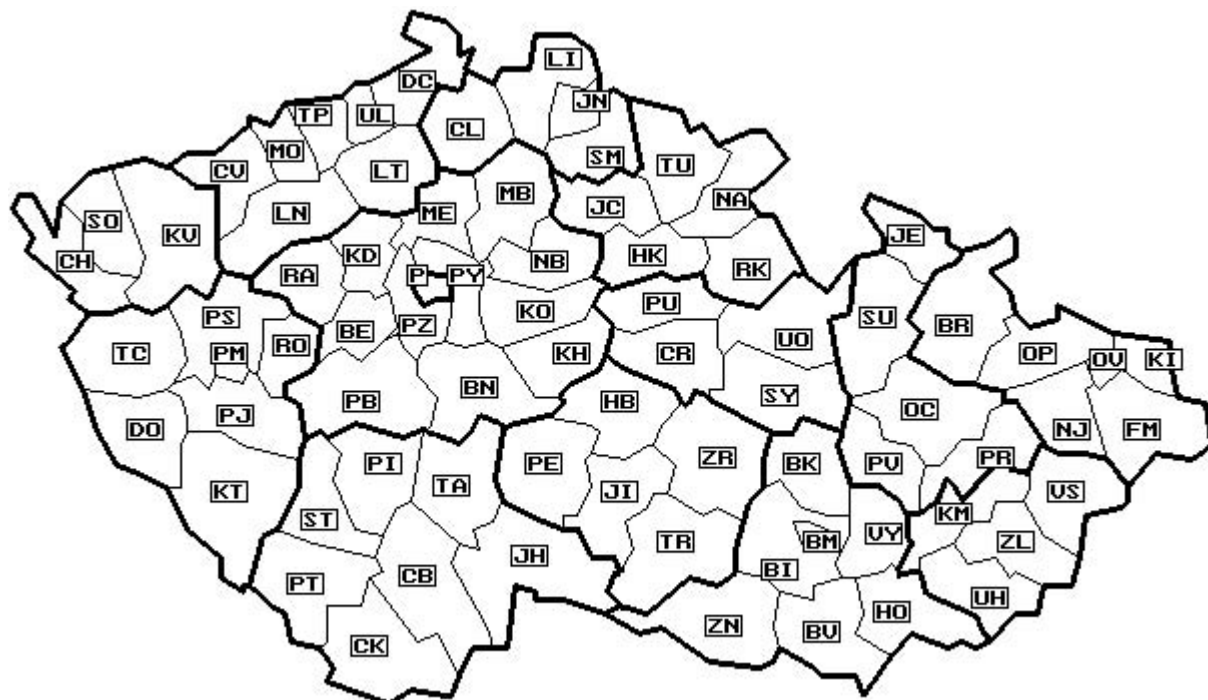 LI
DC
JN
TP
UL
CL
MO
SM
CV
LT
TU
MB
LN
ME
JC
NA
SO
KV
JE
KD
CH
RA
P
PY
NB
HK
RK
PS
BE
PZ
KO
PU
SU
BR
TC
PM
RO
KH
CR
UO
OP
OV
KI
PB
BN
HB
SY
OC
DO
PJ
NJ
FM
PI
PE
ZR
BK
PV
PR
KT
TA
JI
VS
ST
KM
JH
TR
BM
VY
ZL
PT
CB
BI
UH
CK
ZN
BV
HO